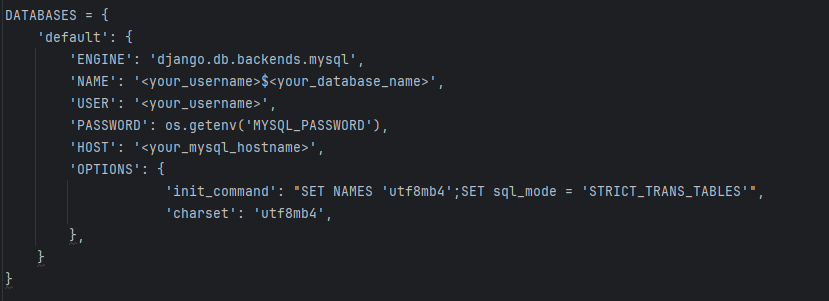 DATABASES = {
    'default': {
        'ENGINE': 'django.db.backends.mysql',
        'NAME': '<your_username>$<your_database_name>',
        'USER': '<your_username>',
        'PASSWORD': os.getenv('MYSQL_PASSWORD'),
        'HOST': '<your_mysql_hostname>',
        'OPTIONS': {
                    'init_command': "SET NAMES 'utf8mb4';SET sql_mode = 'STRICT_TRANS_TABLES'",
                    'charset': 'utf8mb4',
        },
    }
}